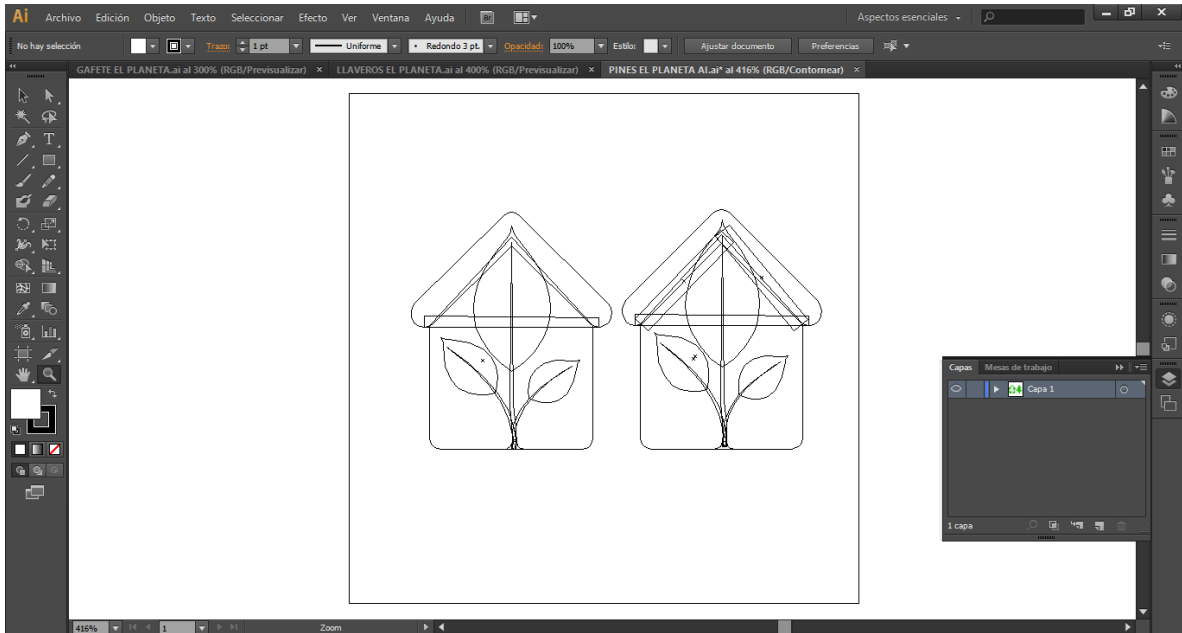 Ai Archivo Edición Objeto Texto Seleccionar Efecto Ver Ventana Ayuda Br Aspectos esenciales
No hay selección Trazo: 1 pt Uniforme Redondo 3 pt. Opacidad: 100% Estilo: Ajustar documento Preferencias
GAFETE EL PLANETA.ai al 300% (RGB/Previsualizar) × LLAVEROS EL PLANETA.ai al 400% (RGB/Previsualizar) × PINES EL PLANETA AI.ai* al 416% (RGB/Contornear) ×
Capas Mesas de trabajo
Capa 1
1 capa
416% 1 Zoom